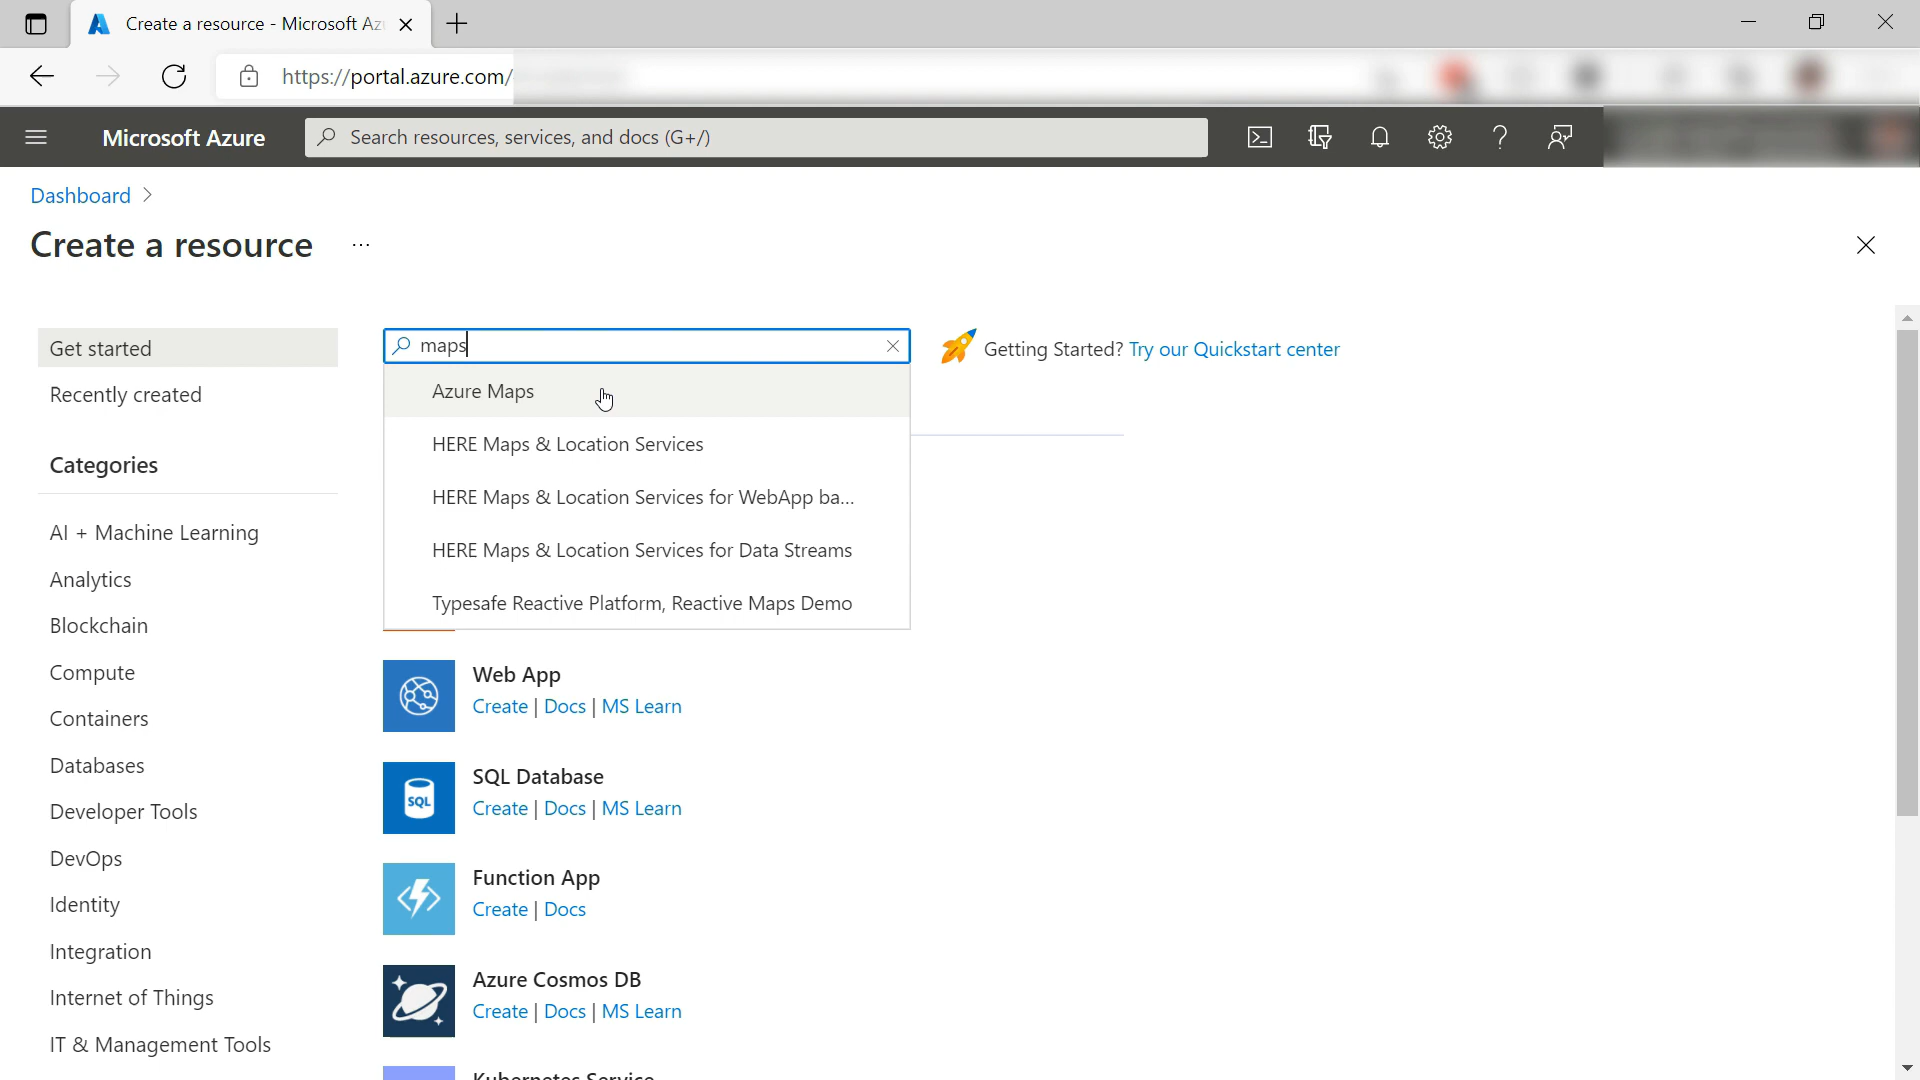 Create a resource - Microsoft Az
https://portal.azure.com/
Microsoft Azure
Search resources, services, and docs (G+/)
Dashboard >
Create a resource ...
Get started
Recently created
Categories
AI + Machine Learning
Analytics
Blockchain
Compute
Containers
Databases
Developer Tools
DevOps
Identity
Integration
Internet of Things
IT & Management Tools
maps
Getting Started? Try our Quickstart center
Azure Maps
HERE Maps & Location Services
HERE Maps & Location Services for WebApp ba...
HERE Maps & Location Services for Data Streams
Typesafe Reactive Platform, Reactive Maps Demo
Web App
Create | Docs | MS Learn
SQL
SQL Database
Create | Docs | MS Learn
Function App
Create | Docs
Azure Cosmos DB
Create | Docs | MS Learn
Kubernetes Service